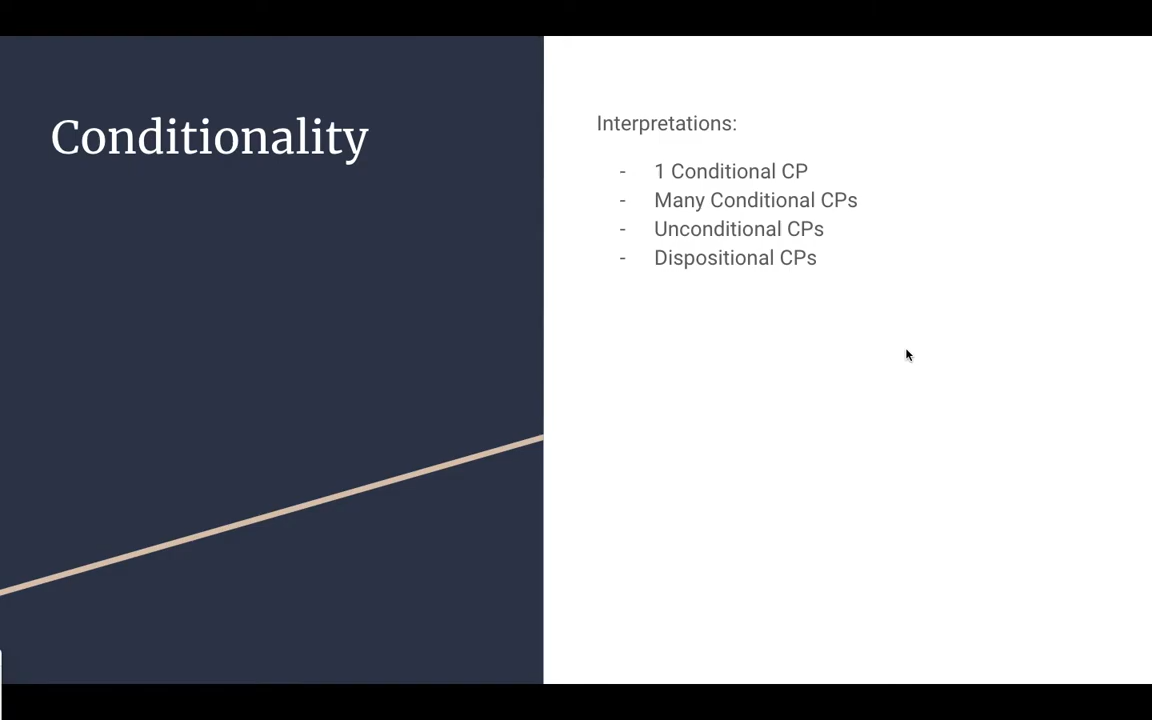 Conditionality
Interpretations:
- 1 Conditional CP
- Many Conditional CPs
- Unconditional CPs
- Dispositional CPs